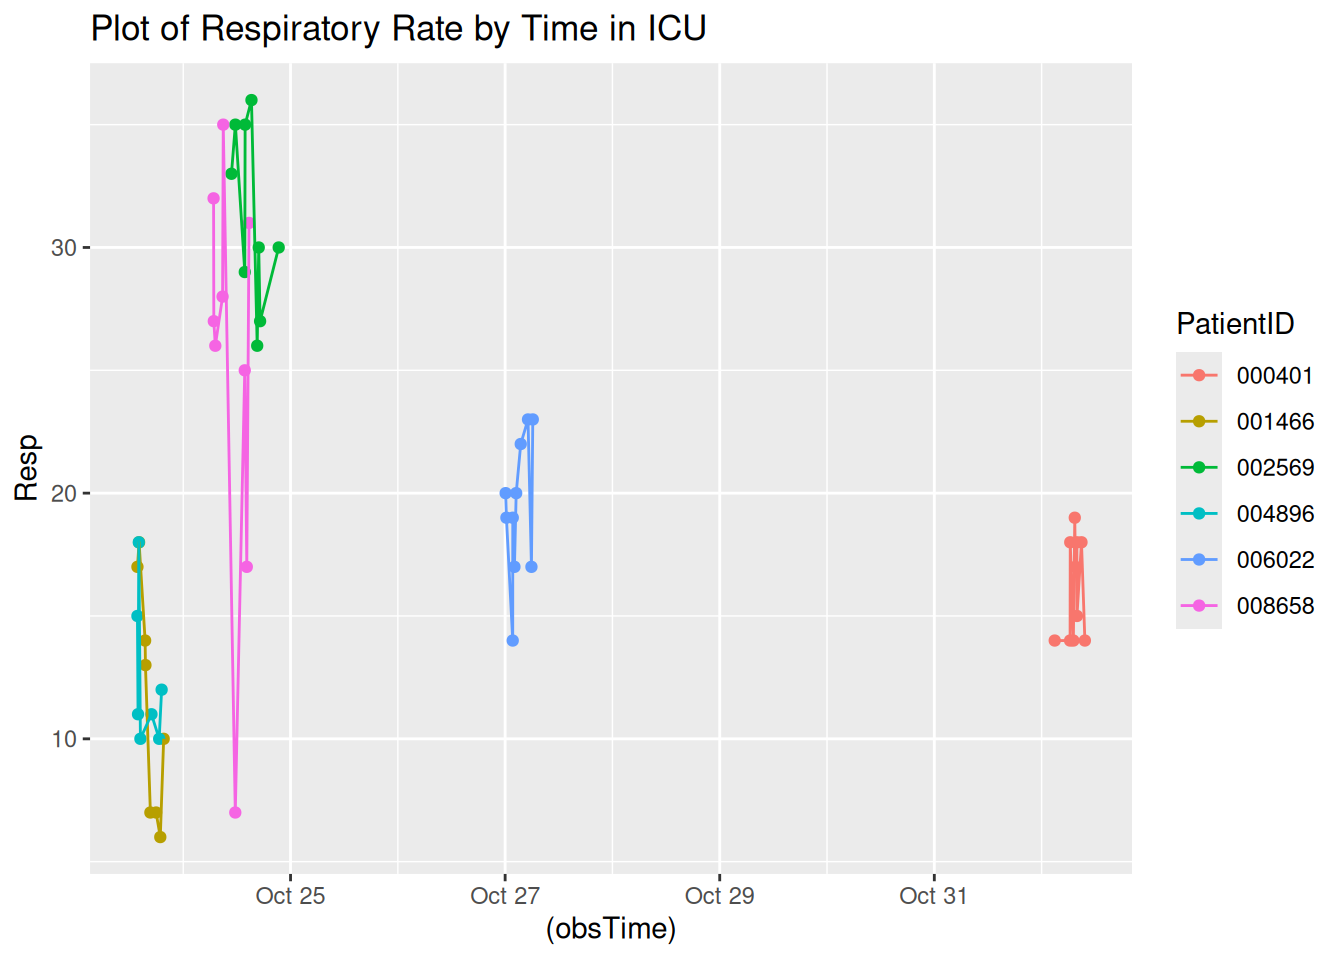 Plot of Respiratory Rate by Time in ICU
Resp
30
20
10
Oct 25
Oct 27
Oct 29
Oct 31
(obsTime)
PatientID
000401
001466
002569
004896
006022
008658